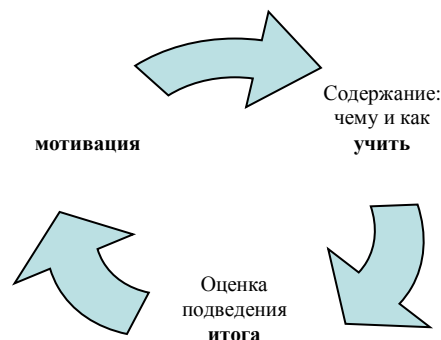 мотивация
Содержание:
чему и как
учить
Оценка
подведения
итога